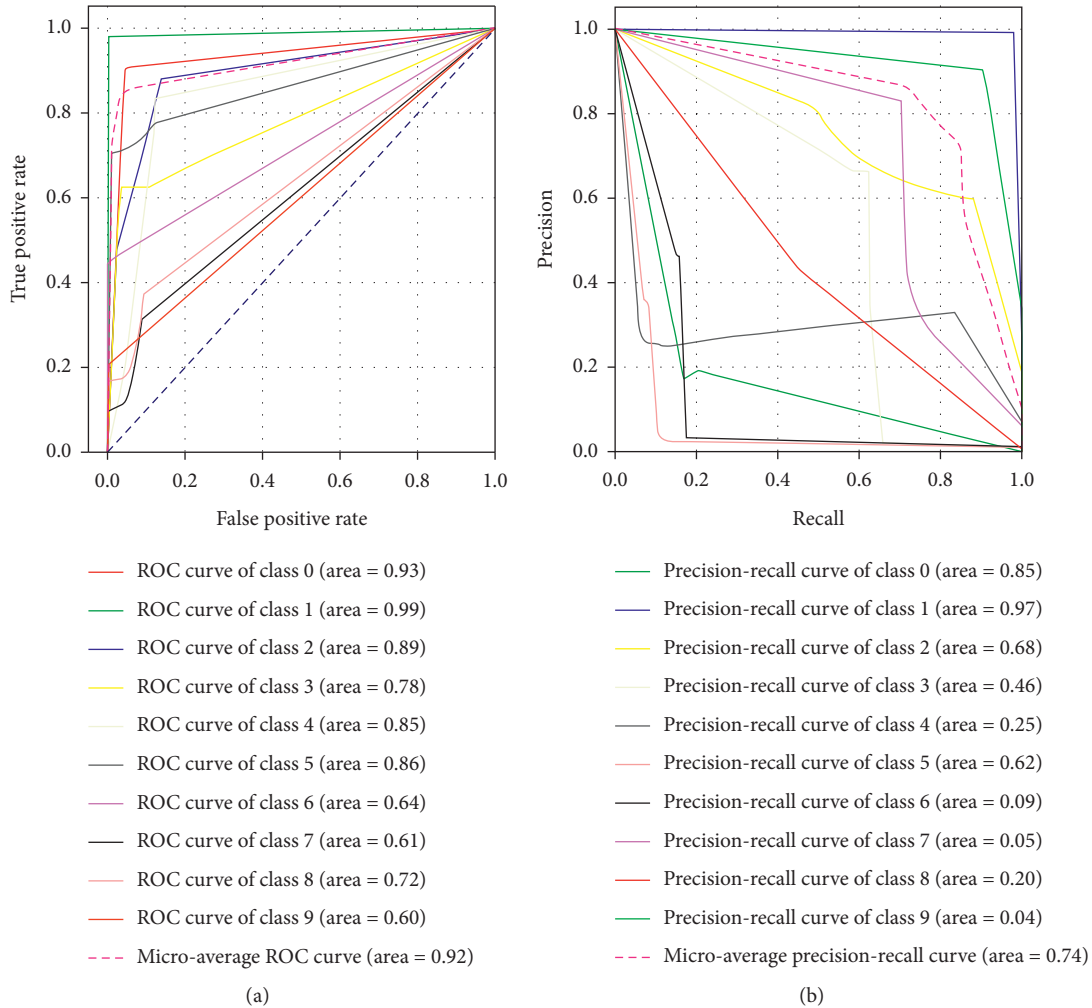 1.0
0.8
0.6
0.4
0.2
0.0
True positive rate
0.0 0.2 0.4 0.6 0.8 1.0
False positive rate
ROC curve of class 0 (area = 0.93)
ROC curve of class 1 (area = 0.99)
ROC curve of class 2 (area = 0.89)
ROC curve of class 3 (area = 0.78)
ROC curve of class 4 (area = 0.85)
ROC curve of class 5 (area = 0.86)
ROC curve of class 6 (area = 0.64)
ROC curve of class 7 (area = 0.61)
ROC curve of class 8 (area = 0.72)
ROC curve of class 9 (area = 0.60)
Micro-average ROC curve (area = 0.92)
(a)
1.0
0.8
0.6
0.4
0.2
0.0
Precision
0.0 0.2 0.4 0.6 0.8 1.0
Recall
Precision-recall curve of class 0 (area = 0.85)
Precision-recall curve of class 1 (area = 0.97)
Precision-recall curve of class 2 (area = 0.68)
Precision-recall curve of class 3 (area = 0.46)
Precision-recall curve of class 4 (area = 0.25)
Precision-recall curve of class 5 (area = 0.62)
Precision-recall curve of class 6 (area = 0.09)
Precision-recall curve of class 7 (area = 0.05)
Precision-recall curve of class 8 (area = 0.20)
Precision-recall curve of class 9 (area = 0.04)
Micro-average precision-recall curve (area = 0.74)
(b)